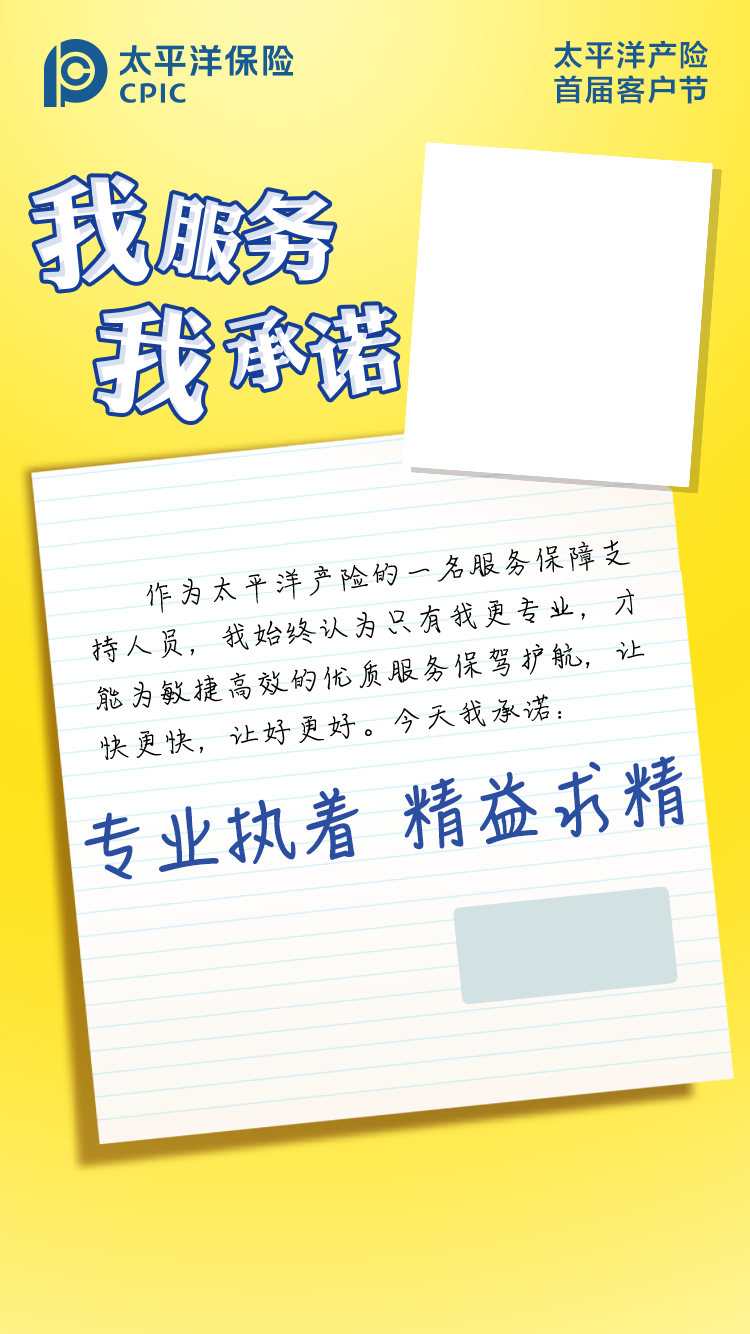 太平洋保险
CPIC
太平洋产险
首届客户节
我服务
我承诺
作为太平洋产险的一名服务保障支
持人员，我始终认为只有我更专业，才
能为敏捷高效的优质服务保驾护航，让
快更快，让好更好。今天我承诺：
专业执着 精益求精